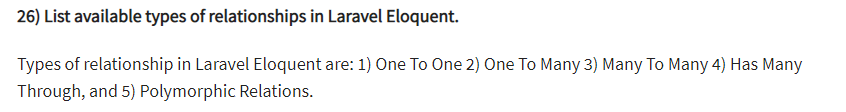 26) List available types of relationships in Laravel Eloquent.
Types of relationship in Laravel Eloquent are: 1) One To One 2) One To Many 3) Many To Many 4) Has Many
Through, and 5) Polymorphic Relations.